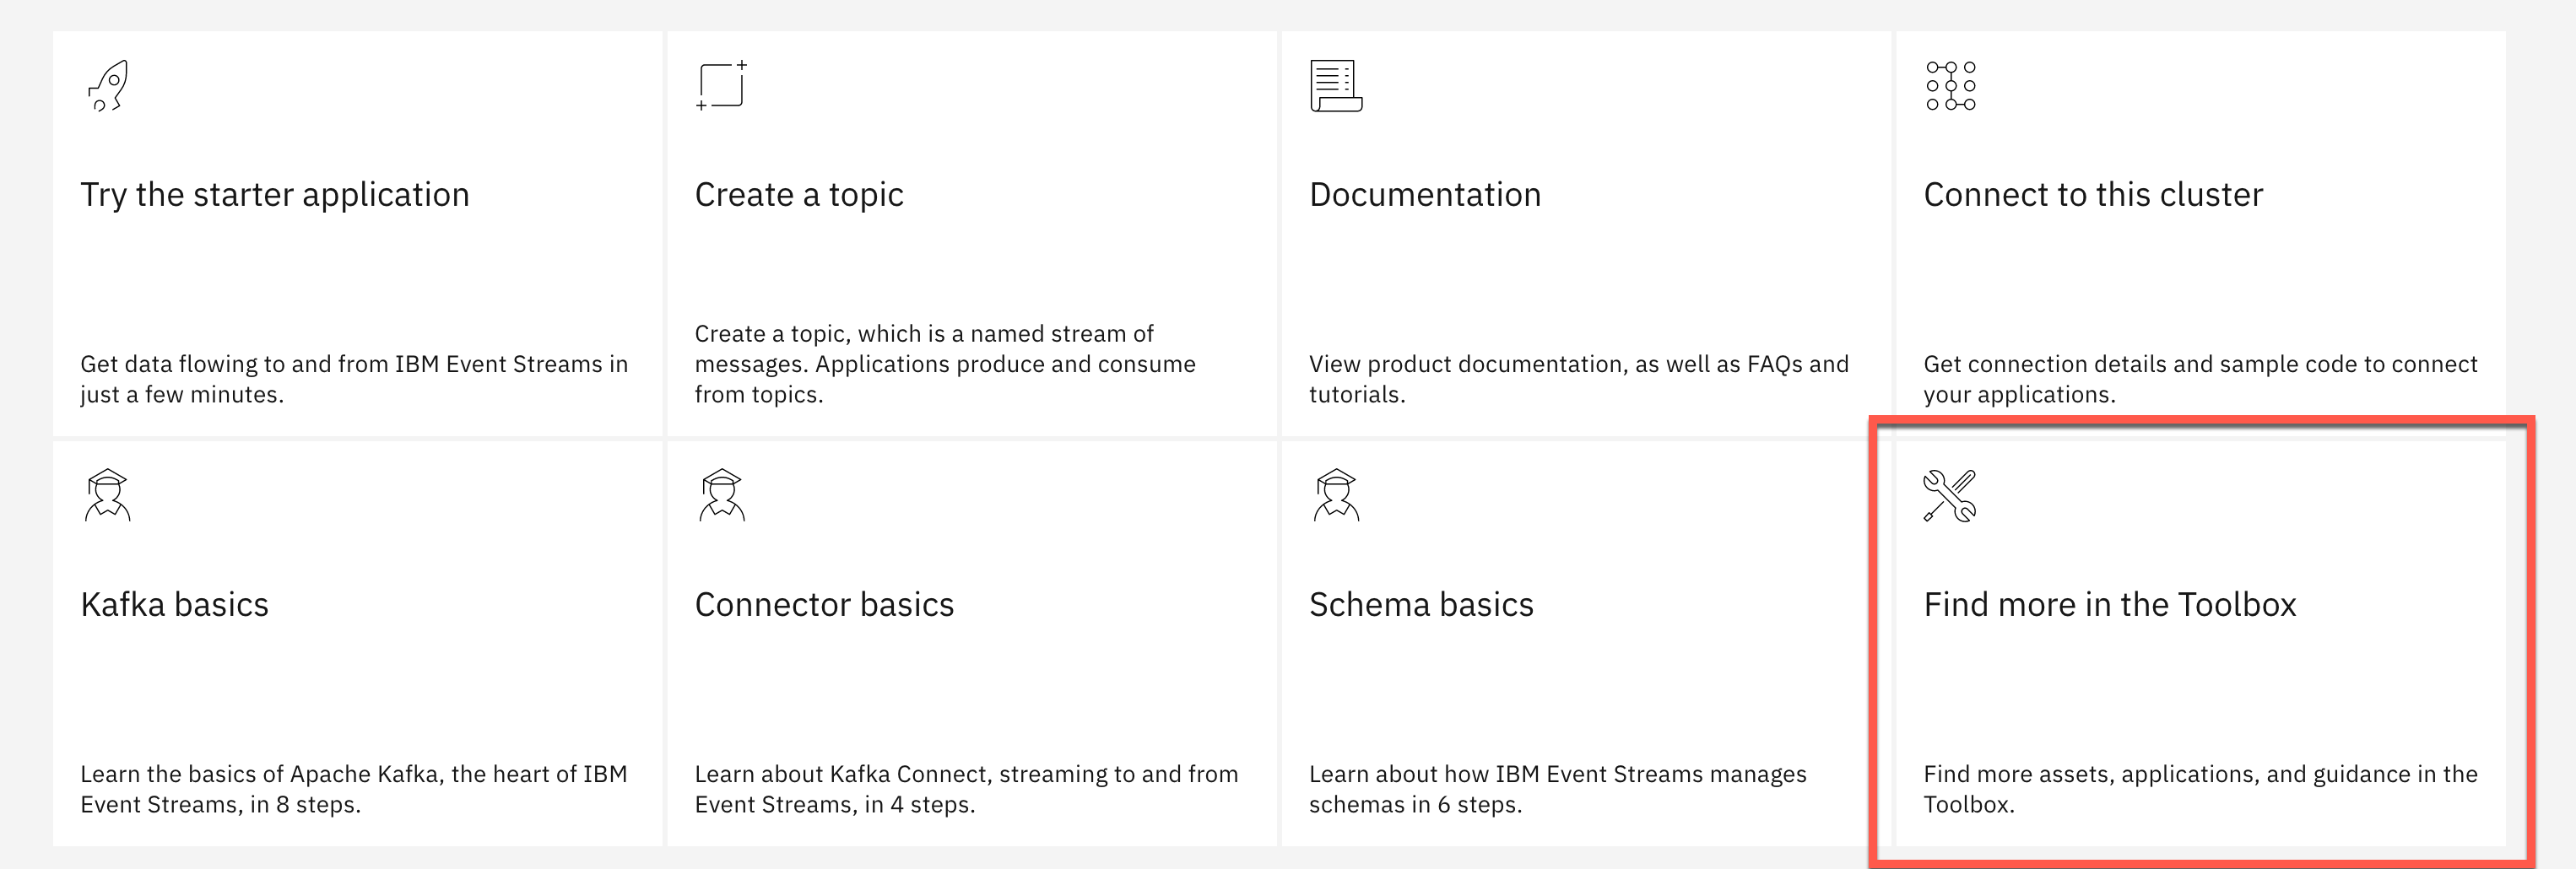 Try the starter application
Get data flowing to and from IBM Event Streams in
just a few minutes.
Create a topic
Create a topic, which is a named stream of
messages. Applications produce and consume
from topics.
Documentation
View product documentation, as well as FAQs and
tutorials.
Connect to this cluster
Get connection details and sample code to connect
your applications.
Kafka basics
Learn the basics of Apache Kafka, the heart of IBM
Event Streams, in 8 steps.
Connector basics
Learn about Kafka Connect, streaming to and from
Event Streams, in 4 steps.
Schema basics
Learn about how IBM Event Streams manages
schemas in 6 steps.
Find more in the Toolbox
Find more assets, applications, and guidance in the
Toolbox.